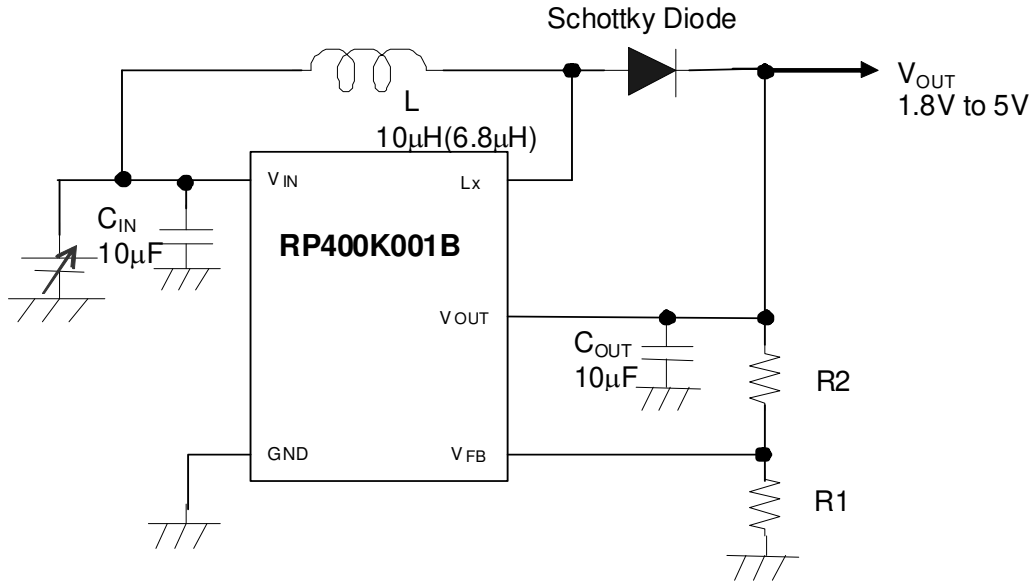 Schottky Diode
VOUT
1.8V to 5V
L
10μH(6.8μH)
VIN
Lx
CIN
10μF
RP400K001B
VOUT
COUT
10μF
R2
GND
VFB
R1